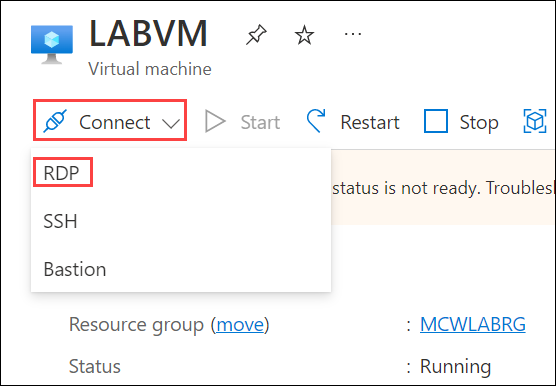 LABVM
Virtual machine
Connect Start Restart Stop
RDP
status is not ready.
SSH
Bastion
Resource group (move) : MCWLABRG
Status : Running